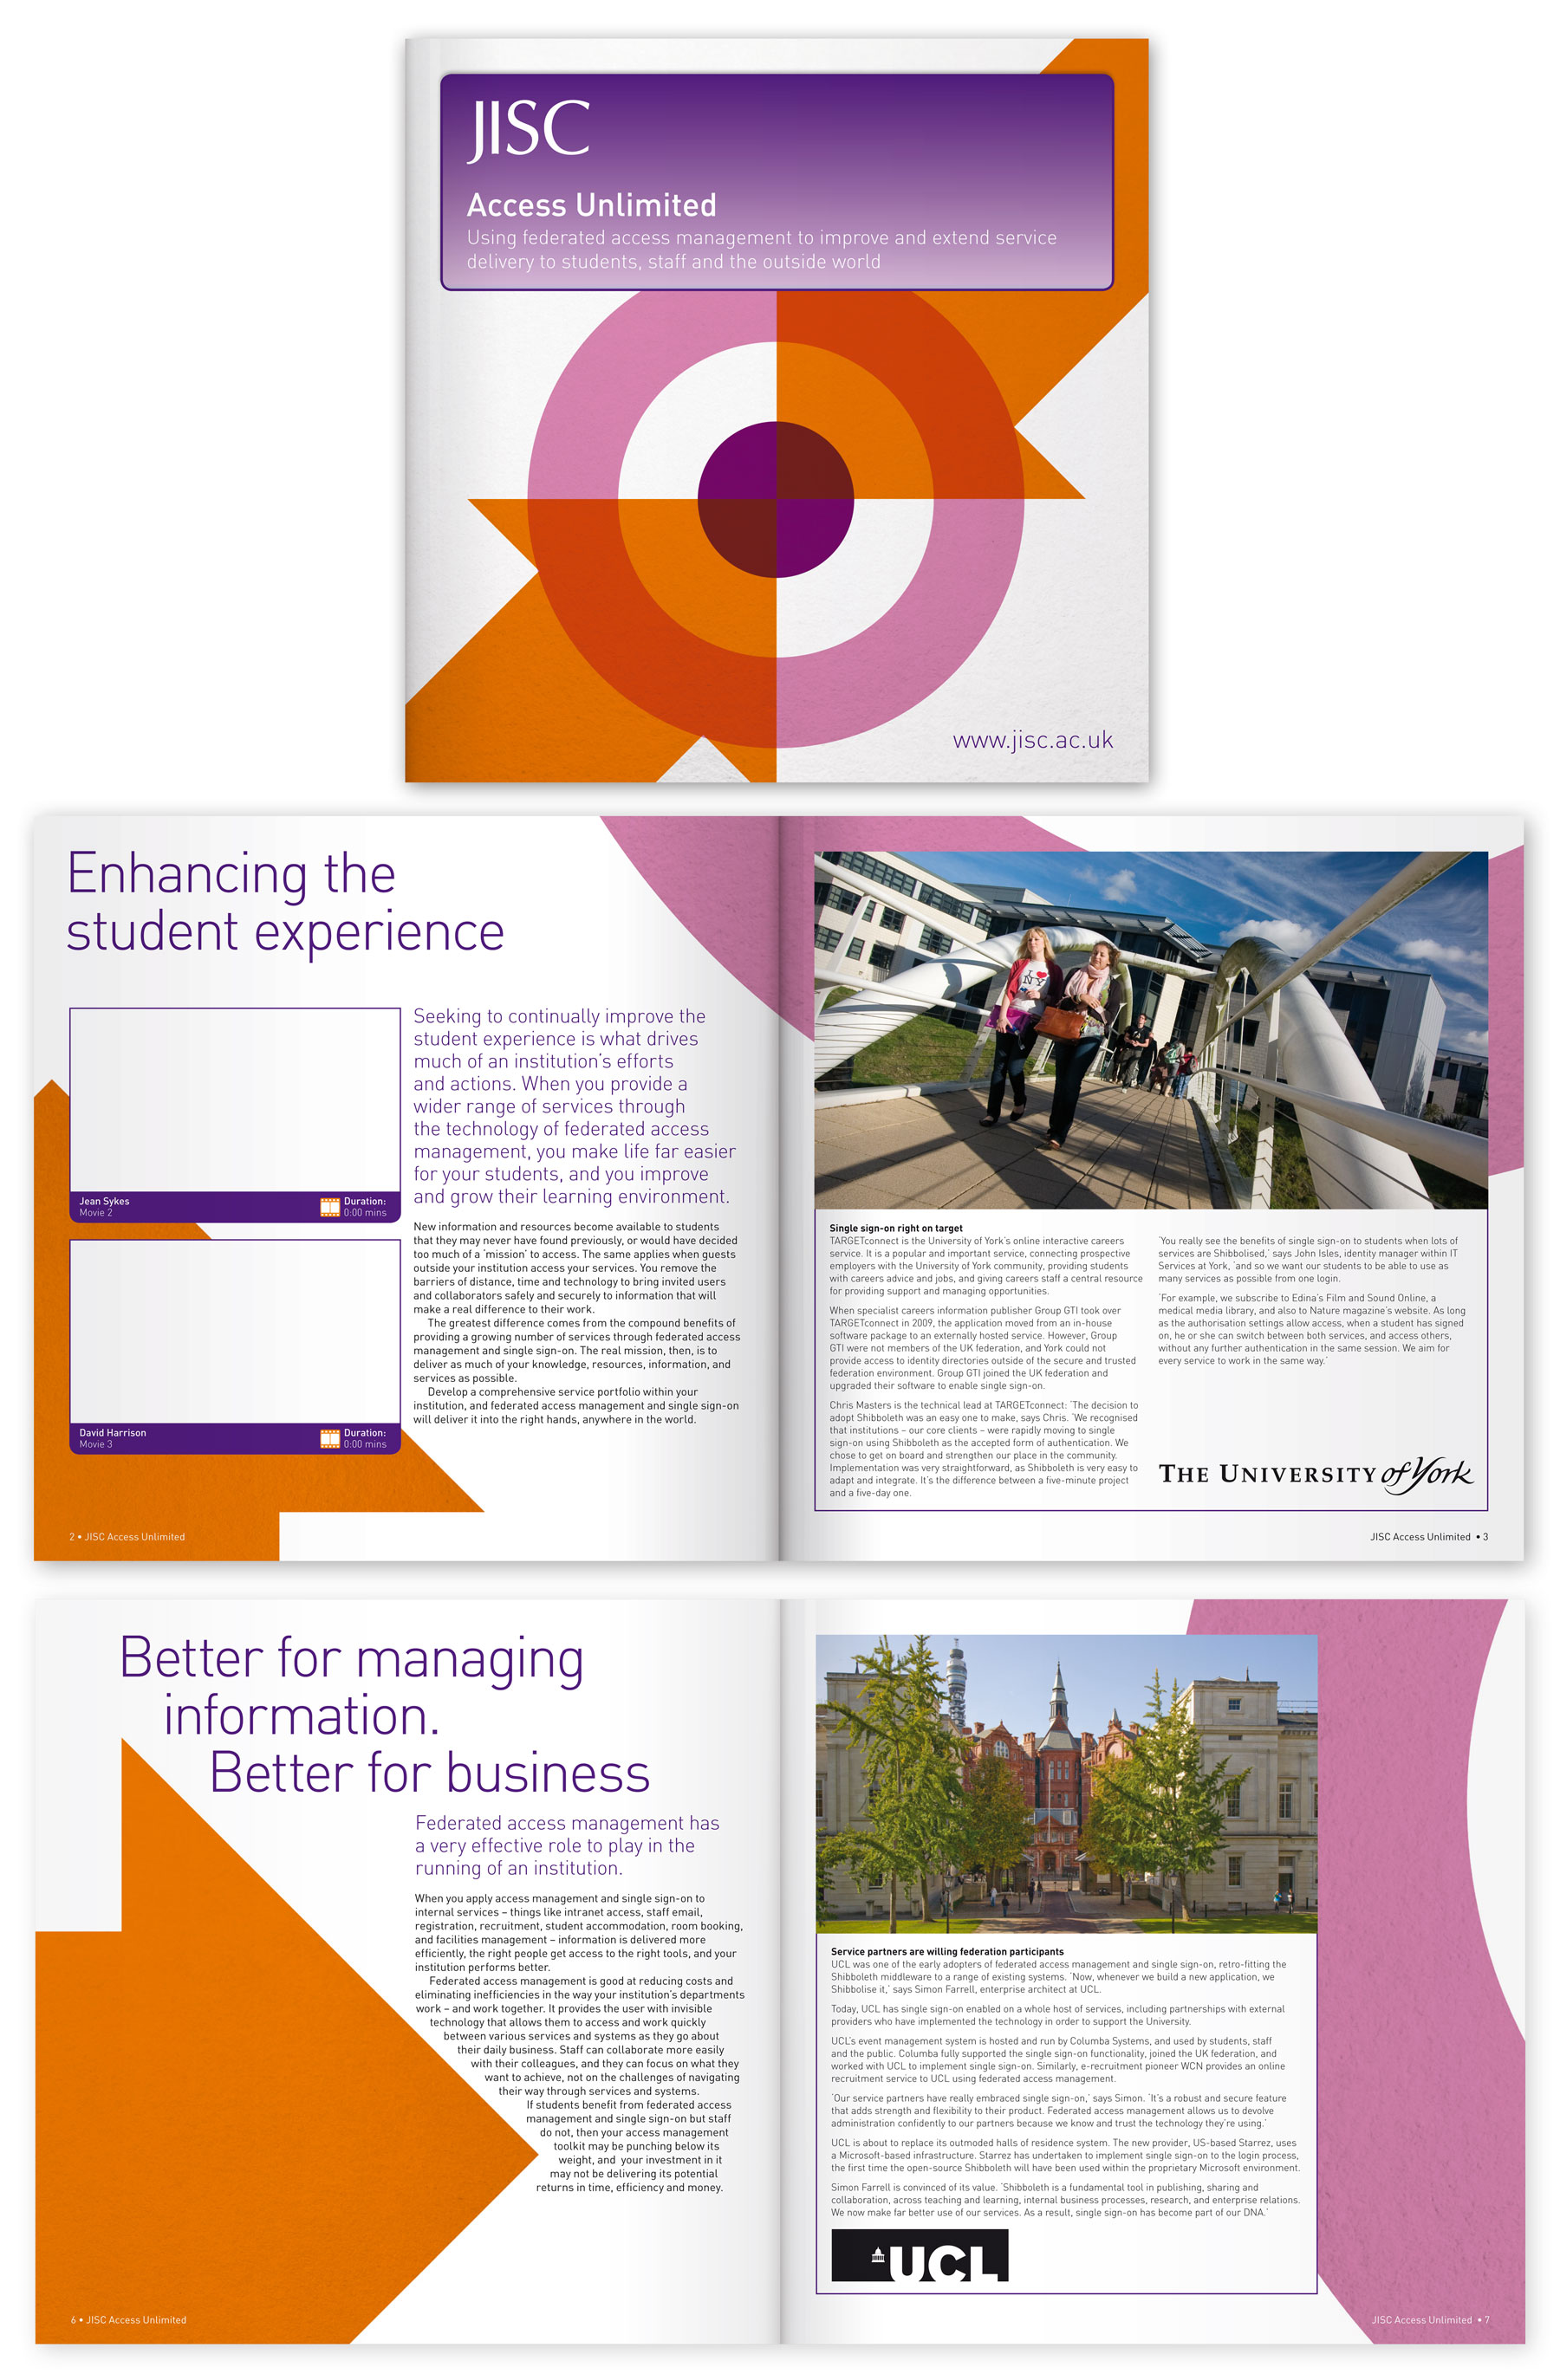 JISC
Access Unlimited
Using federated access management to improve and extend service
delivery to students, staff and the outside world
www.jisc.ac.uk
Enhancing the
student experience
Jean Sykes
Movie 2
Duration:
0:00 mins
David Harrison
Movie 3
Duration:
0:00 mins
Seeking to continually improve the
student experience is what drives
much of an institution's efforts
and actions. When you provide a
wider range of services through
the technology of federated access
management, you make life far easier
for your students, and you improve
and grow their learning environment.
New information and resources become available to students
that they may never have found previously, or would have decided
too much of a 'mission' to access. The same applies when guests
outside your institution access your services. You remove the
barriers of distance, time and technology to bring invited users
and collaborators safely and securely to information that will
make a real difference to their work.
The greatest difference comes from the compound benefits of
providing a growing number of services through federated access
management and single sign-on. The real mission, then, is to
deliver as much of your knowledge, resources, information, and
services as possible.
Develop a comprehensive service portfolio within your
institution, and federated access management and single sign-on
will deliver it into the right hands, anywhere in the world.
2 • JISC Access Unlimited
I ♥
NY
Single sign-on right on target
TARGETconnect is the University of York's online interactive careers
service. It is a popular and important service, connecting prospective
employers with the University of York community, providing students
with careers advice and jobs, and giving careers staff a central resource
for providing support and managing opportunities.
When specialist careers information publisher Group GTI took over
TARGETconnect in 2009, the application moved from an in-house
software package to an externally hosted service. However, Group
GTI were not members of the UK federation, and York could not
provide access to identity directories outside of the secure and trusted
federation environment. Group GTI joined the UK federation and
upgraded their software to enable single sign-on.
Chris Masters is the technical lead at TARGETconnect: 'The decision to
adopt Shibboleth was an easy one to make, says Chris. 'We recognised
that institutions – our core clients – were rapidly moving to single
sign-on using Shibboleth as the accepted form of authentication. We
chose to get on board and strengthen our place in the community.
Implementation was very straightforward, as Shibboleth is very easy to
adapt and integrate. It's the difference between a five-minute project
and a five-day one.
'You really see the benefits of single sign-on to students when lots of
services are Shibbolised,' says John Isles, identity manager within IT
Services at York, 'and so we want our students to be able to use as
many services as possible from one login.
'For example, we subscribe to Edina's Film and Sound Online, a
medical media library, and also to Nature magazine's website. As long
as the authorisation settings allow access, when a student has signed
on, he or she can switch between both services, and access others,
without any further authentication in the same session. We aim for
every service to work in the same way.'
THE UNIVERSITY of York
JISC Access Unlimited • 3
Better for managing
information.
Better for business
Federated access management has
a very effective role to play in the
running of an institution.
When you apply access management and single sign-on to
internal services – things like intranet access, staff email,
registration, recruitment, student accommodation, room booking,
and facilities management – information is delivered more
efficiently, the right people get access to the right tools, and your
institution performs better.
Federated access management is good at reducing costs and
eliminating inefficiencies in the way your institution's departments
work – and work together. It provides the user with invisible
technology that allows them to access and work quickly
between various services and systems as they go about
their daily business. Staff can collaborate more easily
with their colleagues, and they can focus on what they
want to achieve, not on the challenges of navigating
their way through services and systems.
If students benefit from federated access
management and single sign-on but staff
do not, then your access management
toolkit may be punching below its
weight, and your investment in it
may not be delivering its potential
returns in time, efficiency and money.
6 • JISC Access Unlimited
Service partners are willing federation participants
UCL was one of the early adopters of federated access management and single sign-on, retro-fitting the
Shibboleth middleware to a range of existing systems. 'Now, whenever we build a new application, we
Shibbolise it,' says Simon Farrell, enterprise architect at UCL.
Today, UCL has single sign-on enabled on a whole host of services, including partnerships with external
providers who have implemented the technology in order to support the University.
UCL's event management system is hosted and run by Columba Systems, and used by students, staff
and the public. Columba fully supported the single sign-on functionality, joined the UK federation, and
worked with UCL to implement single sign-on. Similarly, e-recruitment pioneer WCN provides an online
recruitment service to UCL using federated access management.
'Our service partners have really embraced single sign-on,' says Simon. 'It's a robust and secure feature
that adds strength and flexibility to their product. Federated access management allows us to devolve
administration confidently to our partners because we know and trust the technology they're using.'
UCL is about to replace its outmoded halls of residence system. The new provider, US-based Starrez, uses
a Microsoft-based infrastructure. Starrez has undertaken to implement single sign-on to the login process,
the first time the open-source Shibboleth will have been used within the proprietary Microsoft environment.
Simon Farrell is convinced of its value. 'Shibboleth is a fundamental tool in publishing, sharing and
collaboration, across teaching and learning, internal business processes, research, and enterprise relations.
We now make far better use of our services. As a result, single sign-on has become part of our DNA.'
UCL
JISC Access Unlimited • 7